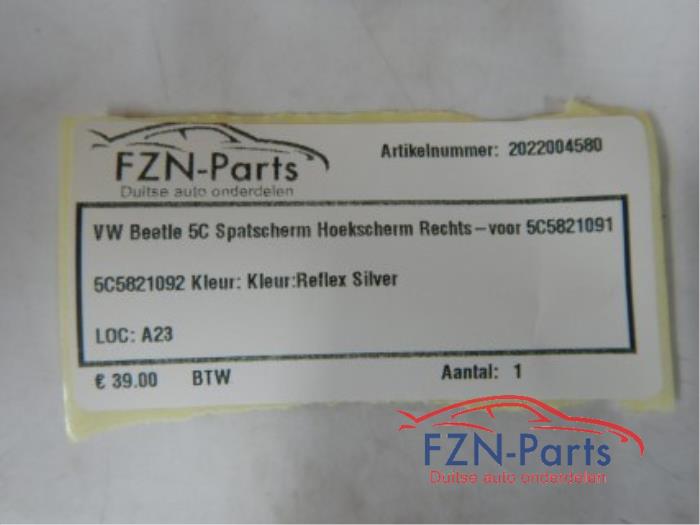 FZN-Parts
Duitse auto onderdelen
Artikelnummer: 2022004580
VW Beetle 5C Spatscherm Hoekscherm Rechts-voor 5C5821091
5C5821092 Kleur: Kleur:Reflex Silver
LOC: A23
€ 39.00 BTW Aantal: 1
FZN-Parts
Duitse auto onderdelen